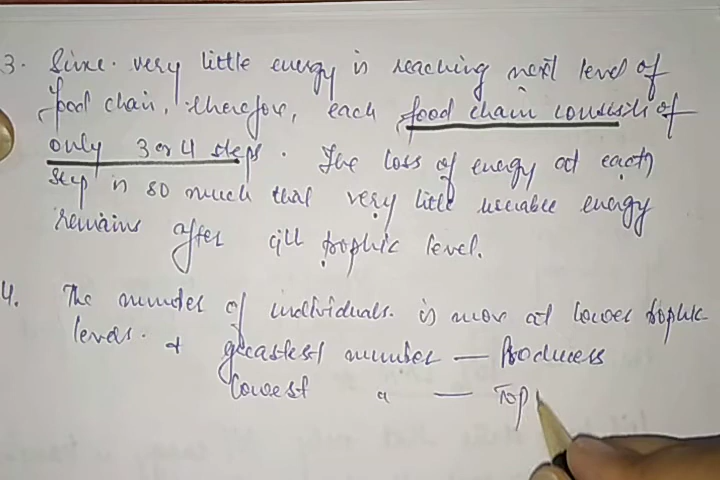 3. Since very little energy is reaching next level of
food chain, therefore, each food chain consists of
only 3 or 4 steps. The loss of energy at each
step is so much that very little useable energy
remains after 4th trophic level.
4. The number of individuals is more at lower trophic
levels. + greatest number — Producers
lowest " — Top